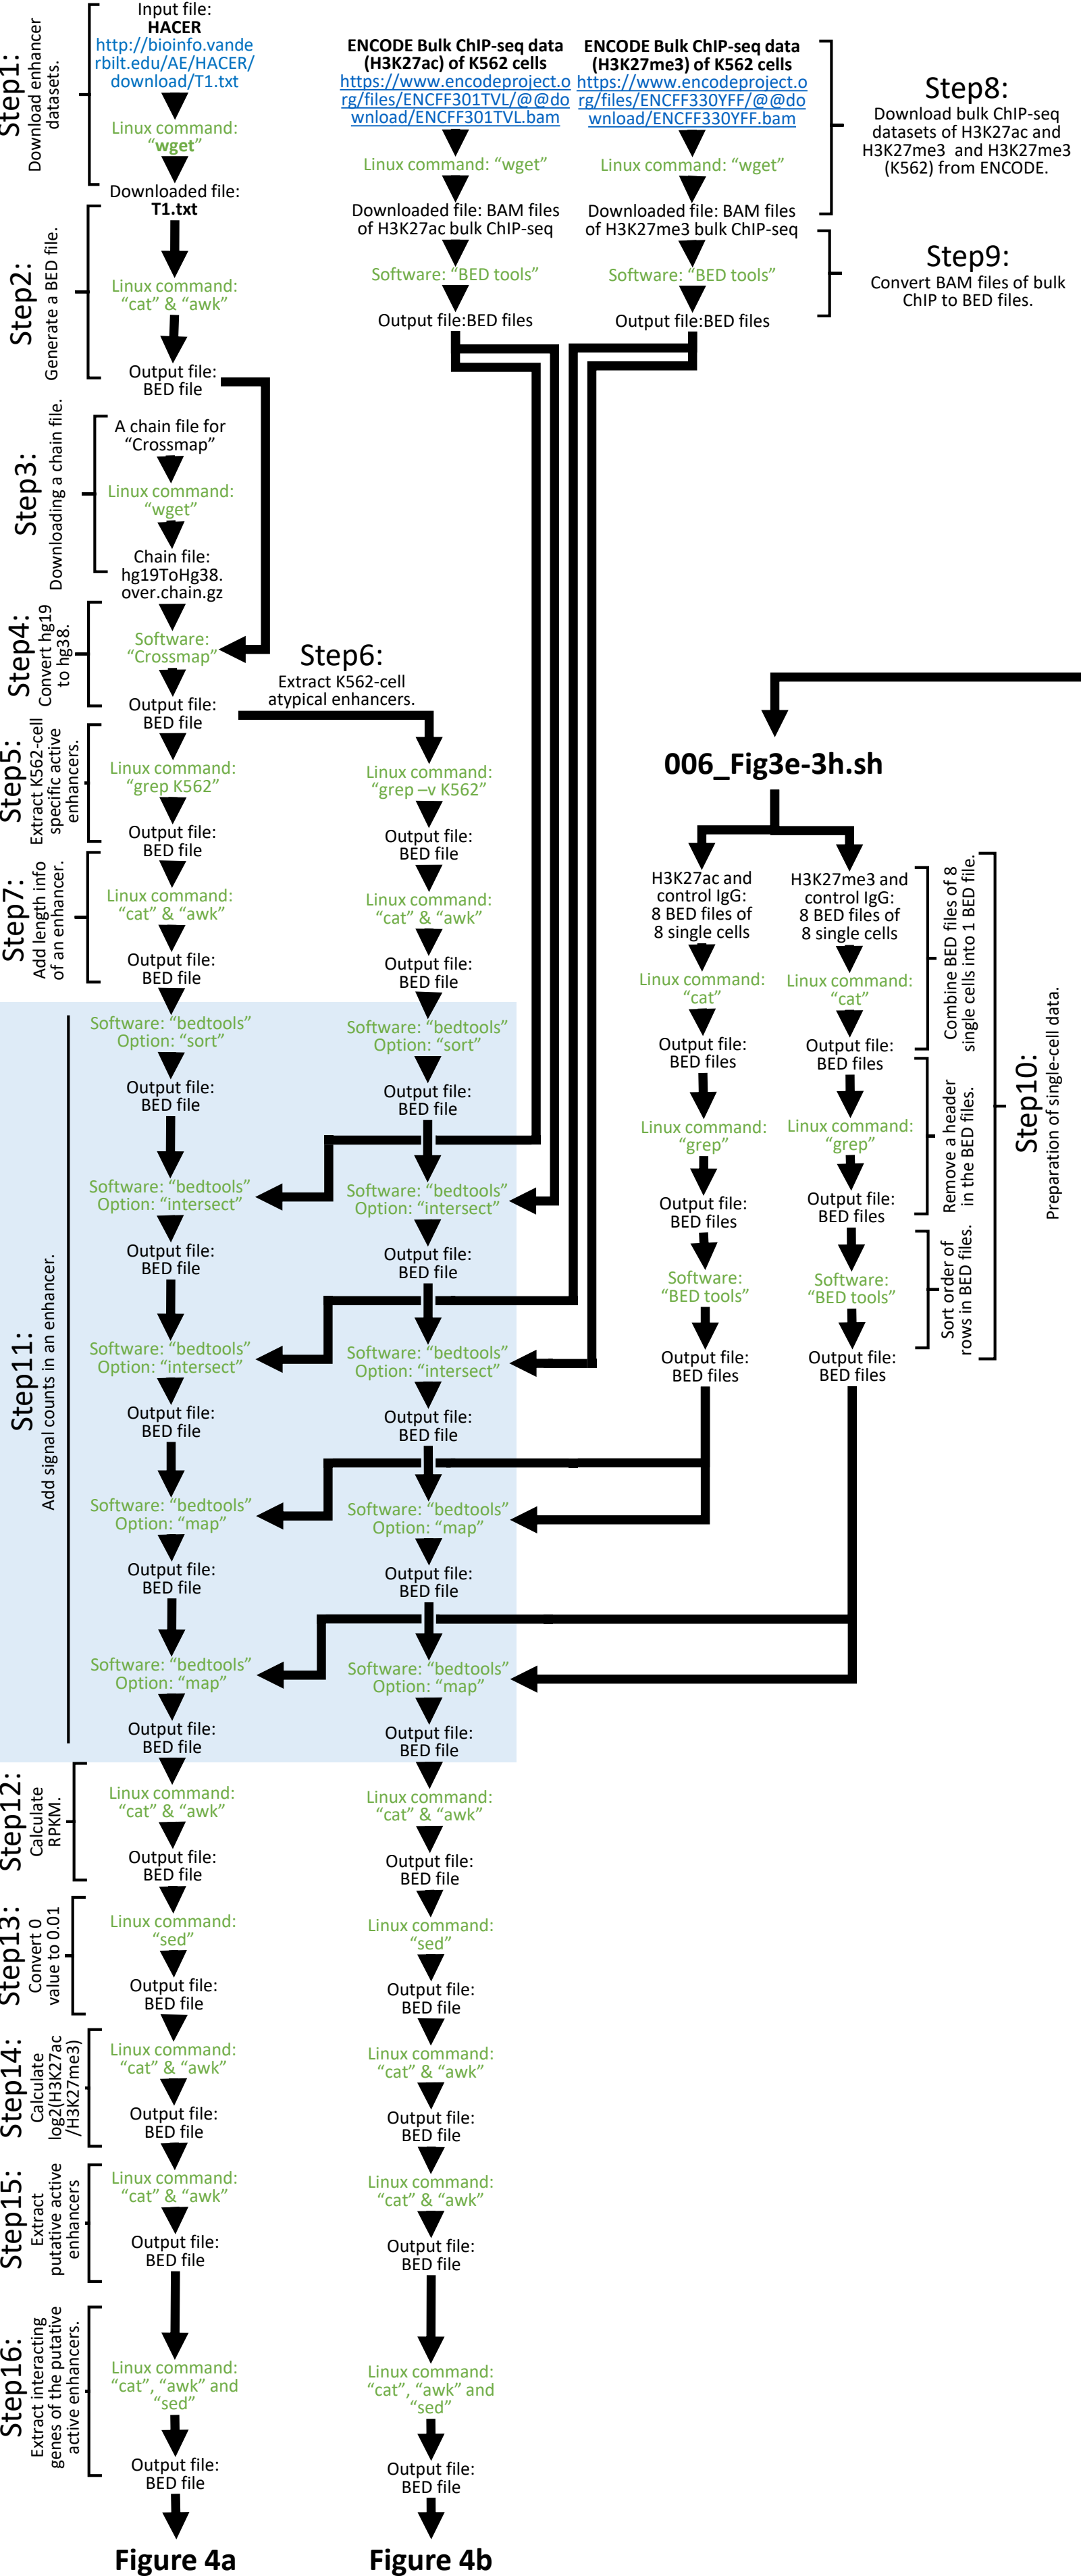 Step1:
Download enhancer
datasets.
Input file:
HACER
http://bioinfo.vande
rbilt.edu/AE/HACER/
download/T1.txt
Linux command:
“wget”
Downloaded file:
T1.txt
Step2:
Generate a BED file.
Linux command:
“cat” & “awk”
Output file:
BED file
Step3:
Downloading a chain file.
A chain file for
“Crossmap”
Linux command:
“wget”
Chain file:
hg19ToHg38.
over.chain.gz
Step4:
Convert hg19
to hg38.
Software:
“Crossmap”
Output file:
BED file
Step5:
Extract K562-cell
specific active
enhancers.
Linux command:
“grep K562”
Output file:
BED file
Step6:
Extract K562-cell
atypical enhancers.
Linux command:
“grep –v K562”
Output file:
BED file
Step7:
Add length info
of an enhancer.
Linux command:
“cat” & “awk”
Output file:
BED file
Linux command:
“cat” & “awk”
Output file:
BED file
ENCODE Bulk ChIP-seq data
(H3K27ac) of K562 cells
https://www.encodeproject.o
rg/files/ENCFF301TVL/@@do
wnload/ENCFF301TVL.bam
Linux command: “wget”
Downloaded file: BAM files
of H3K27ac bulk ChIP-seq
Software: “BED tools”
Output file:BED files
ENCODE Bulk ChIP-seq data
(H3K27me3) of K562 cells
https://www.encodeproject.o
rg/files/ENCFF330YFF/@@do
wnload/ENCFF330YFF.bam
Linux command: “wget”
Downloaded file: BAM files
of H3K27me3 bulk ChIP-seq
Software: “BED tools”
Output file:BED files
Step8:
Download bulk ChIP-seq
datasets of H3K27ac and
H3K27me3 and H3K27me3
(K562) from ENCODE.
Step9:
Convert BAM files of bulk
ChIP to BED files.
006_Fig3e-3h.sh
H3K27ac and
control IgG:
8 BED files of
8 single cells
Linux command:
“cat”
Output file:
BED files
Linux command:
“grep”
Output file:
BED files
Software:
“BED tools”
Output file:
BED files
H3K27me3 and
control IgG:
8 BED files of
8 single cells
Linux command:
“cat”
Output file:
BED files
Linux command:
“grep”
Output file:
BED files
Software:
“BED tools”
Output file:
BED files
Combine BED files of 8
single cells into 1 BED file.
Remove a header
in the BED files.
Sort order of
rows in BED files.
Step10:
Preparation of single-cell data.
Step11:
Add signal counts in an enhancer.
Software: “bedtools”
Option: “sort”
Output file:
BED file
Software: “bedtools”
Option: “intersect”
Output file:
BED file
Software: “bedtools”
Option: “intersect”
Output file:
BED file
Software: “bedtools”
Option: “map”
Output file:
BED file
Software: “bedtools”
Option: “map”
Output file:
BED file
Software: “bedtools”
Option: “sort”
Output file:
BED file
Software: “bedtools”
Option: “intersect”
Output file:
BED file
Software: “bedtools”
Option: “intersect”
Output file:
BED file
Software: “bedtools”
Option: “map”
Output file:
BED file
Software: “bedtools”
Option: “map”
Output file:
BED file
Step12:
Calculate
RPKM.
Linux command:
“cat” & “awk”
Output file:
BED file
Linux command:
“cat” & “awk”
Output file:
BED file
Step13:
Convert 0
value to 0.01
Linux command:
“sed”
Output file:
BED file
Linux command:
“sed”
Output file:
BED file
Step14:
Calculate
log2(H3K27ac
/H3K27me3)
Linux command:
“cat” & “awk”
Output file:
BED file
Linux command:
“cat” & “awk”
Output file:
BED file
Step15:
Extract
putative active
enhancers
Linux command:
“cat” & “awk”
Output file:
BED file
Linux command:
“cat” & “awk”
Output file:
BED file
Step16:
Extract interacting
genes of the putative
active enhancers.
Linux command:
“cat”, “awk” and
“sed”
Output file:
BED file
Linux command:
“cat”, “awk” and
“sed”
Output file:
BED file
Figure 4a
Figure 4b